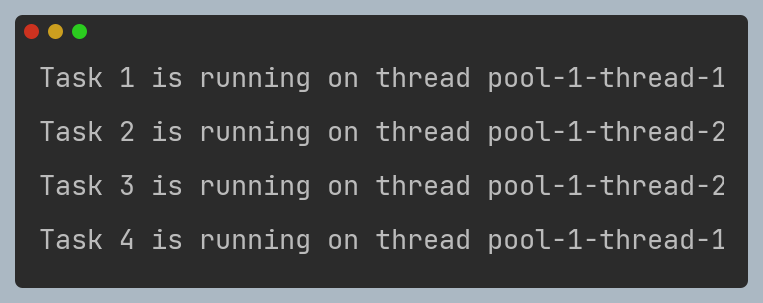 Task 1 is running on thread pool-1-thread-1
Task 2 is running on thread pool-1-thread-2
Task 3 is running on thread pool-1-thread-2
Task 4 is running on thread pool-1-thread-1